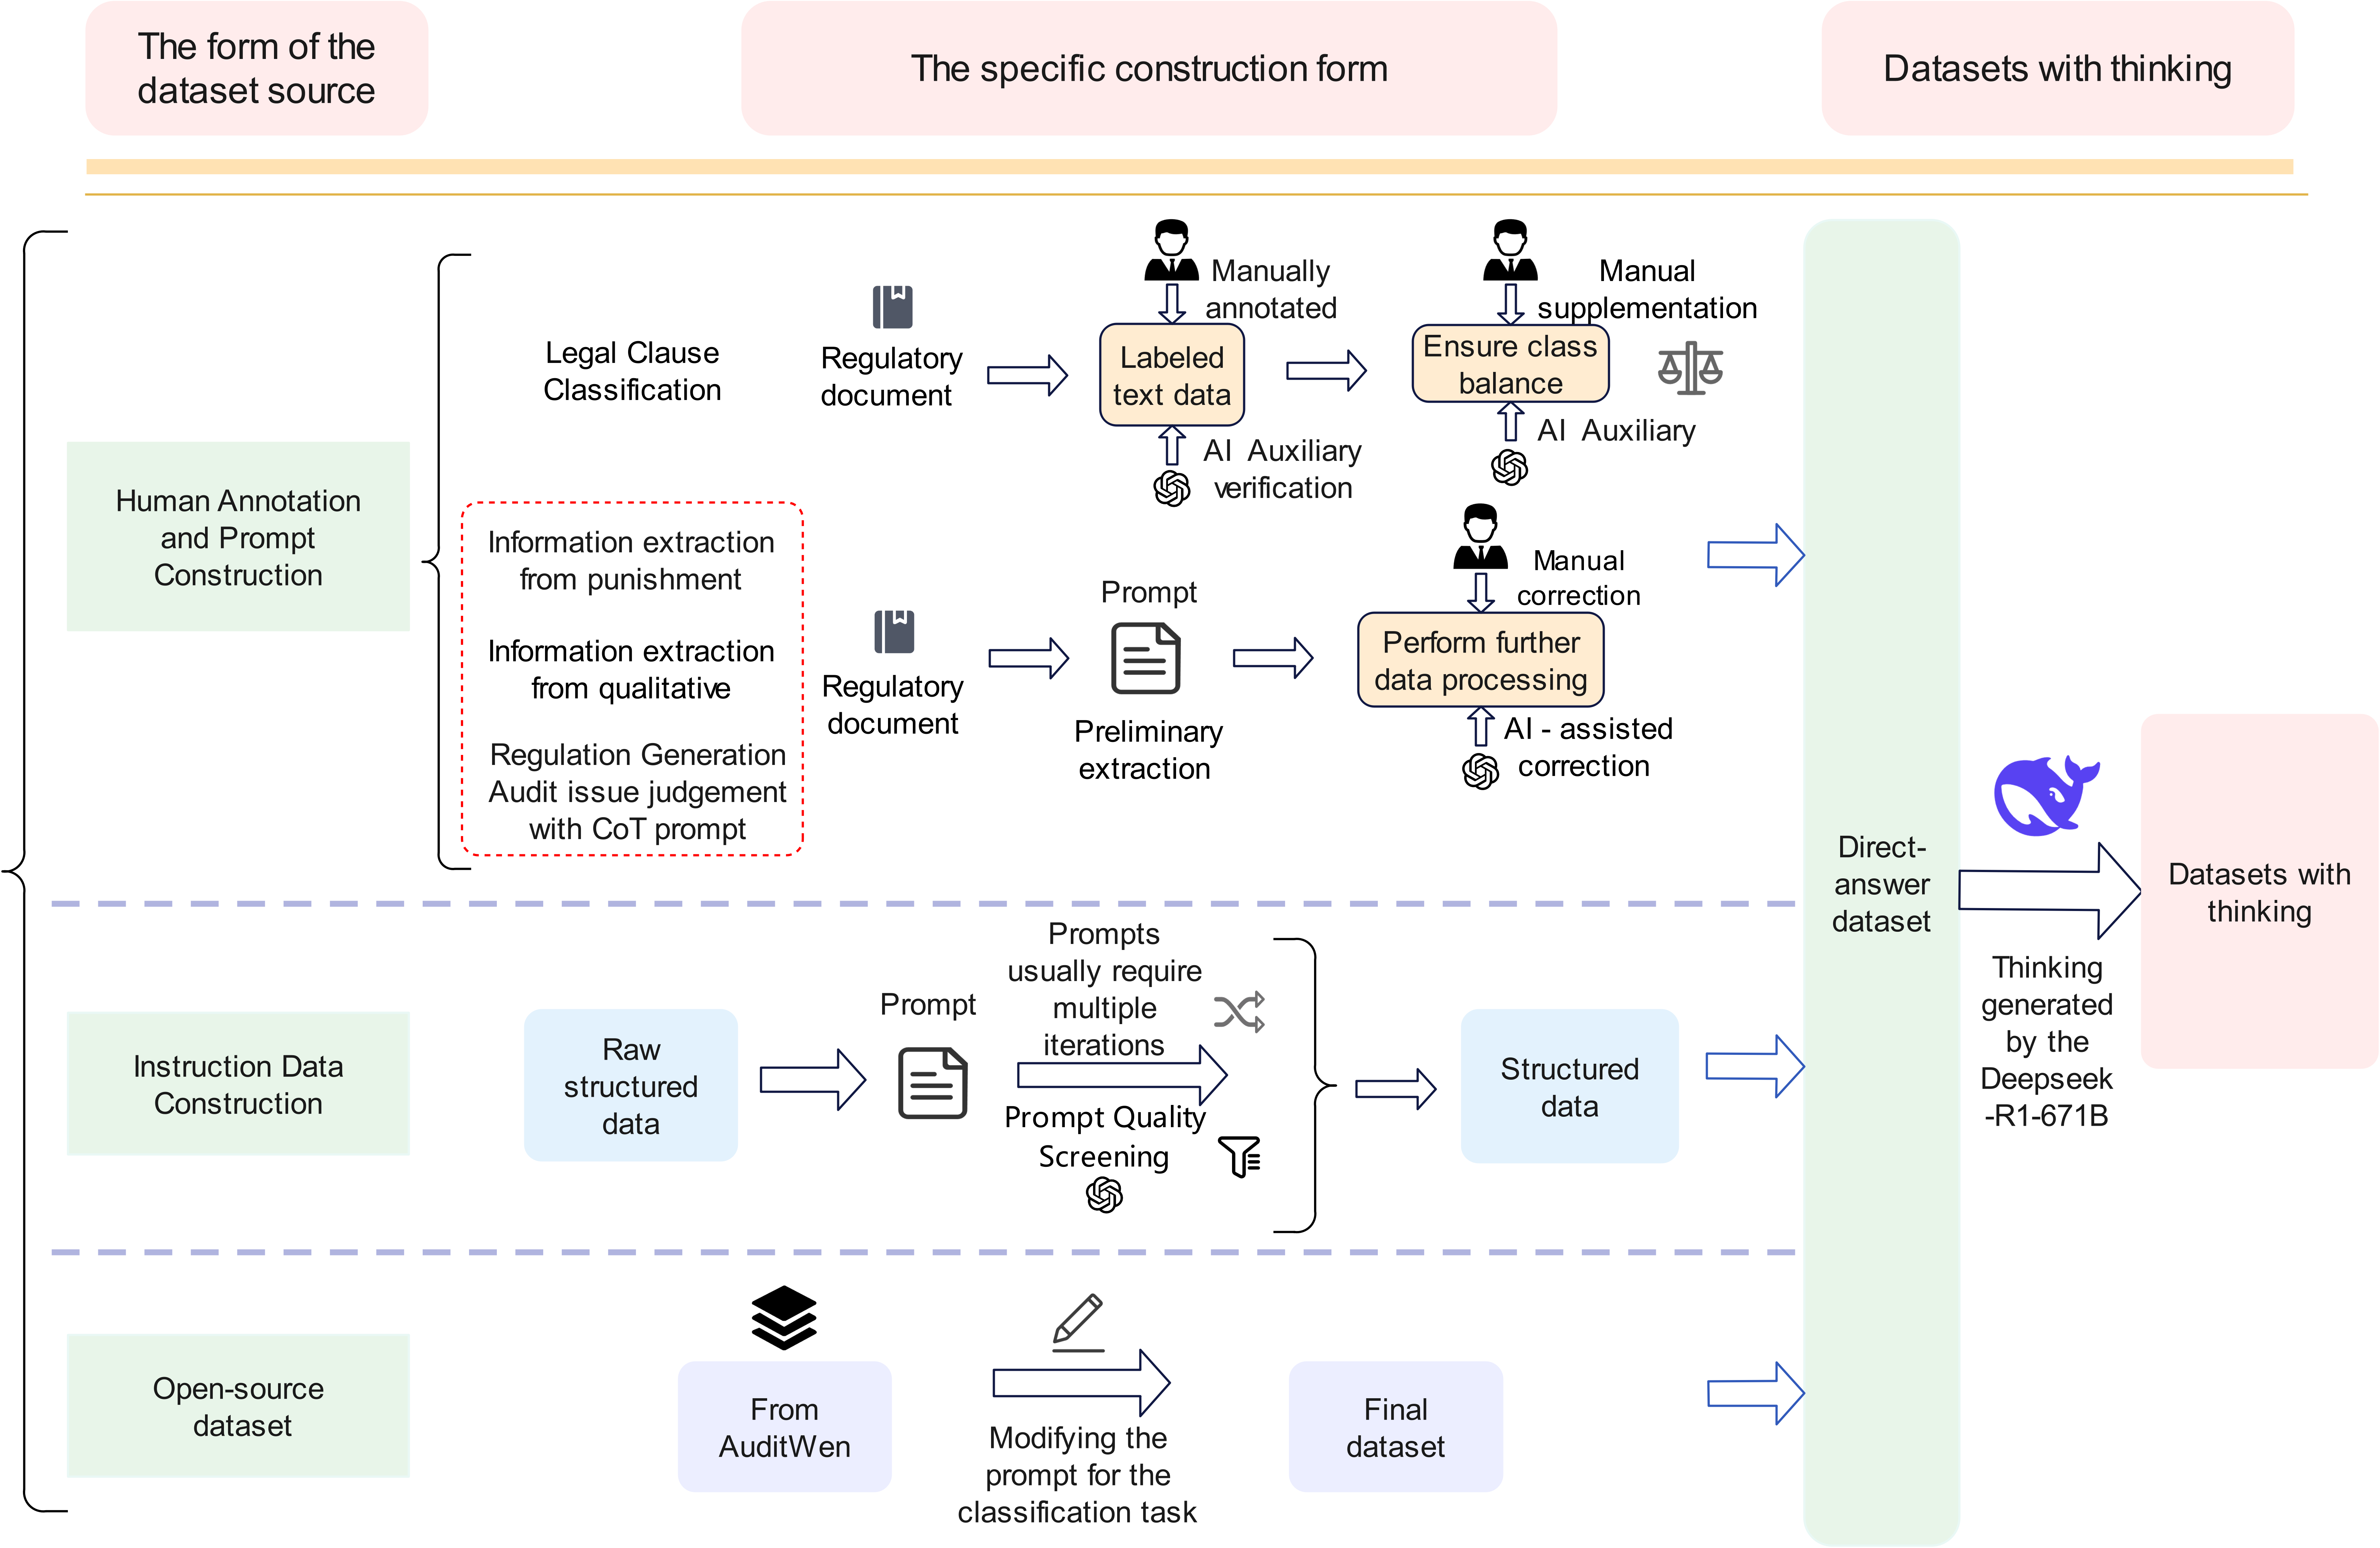 The form of the
dataset source
The specific construction form
Datasets with thinking
Human Annotation
and Prompt
Construction
Legal Clause
Classification
Regulatory
document
Manually
annotated
Labeled
text data
AI Auxiliary
verification
Manual
supplementation
Ensure class
balance
AI Auxiliary
Information extraction
from punishment
Information extraction
from qualitative
Regulation Generation
Audit issue judgement
with CoT prompt
Regulatory
document
Prompt
Preliminary
extraction
Manual
correction
Perform further
data processing
AI - assisted
correction
Instruction Data
Construction
Raw
structured
data
Prompt
Prompts
usually require
multiple
iterations
Prompt Quality
Screening
Structured
data
Open-source
dataset
From
AuditWen
Modifying the
prompt for the
classification task
Final
dataset
Direct-
answer
dataset
Thinking
generated
by the
Deepseek
-R1-671B
Datasets with
thinking